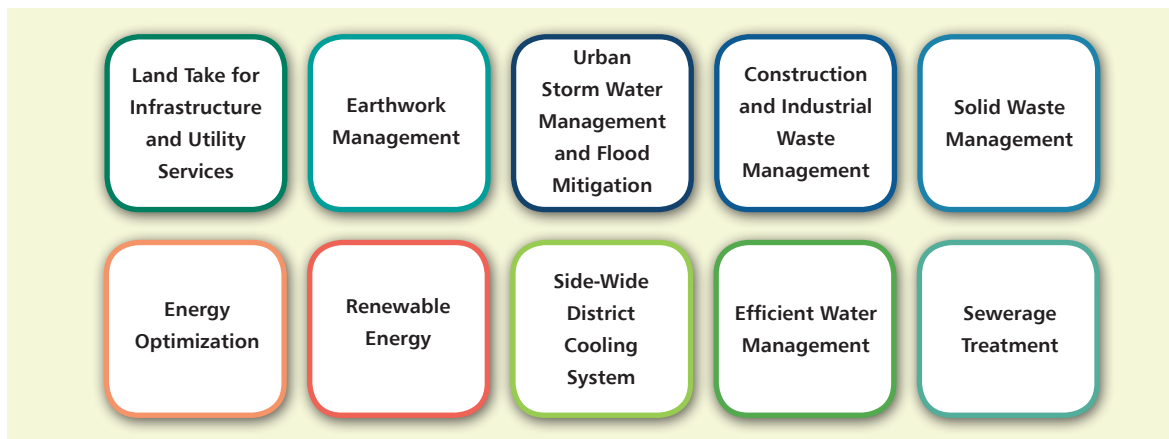 Land Take for
Infrastructure
and Utility
Services
Earthwork
Management
Urban
Storm Water
Management
and Flood
Mitigation
Construction
and Industrial
Waste
Management
Solid Waste
Management
Energy
Optimization
Renewable
Energy
Side-Wide
District
Cooling
System
Efficient Water
Management
Sewerage
Treatment